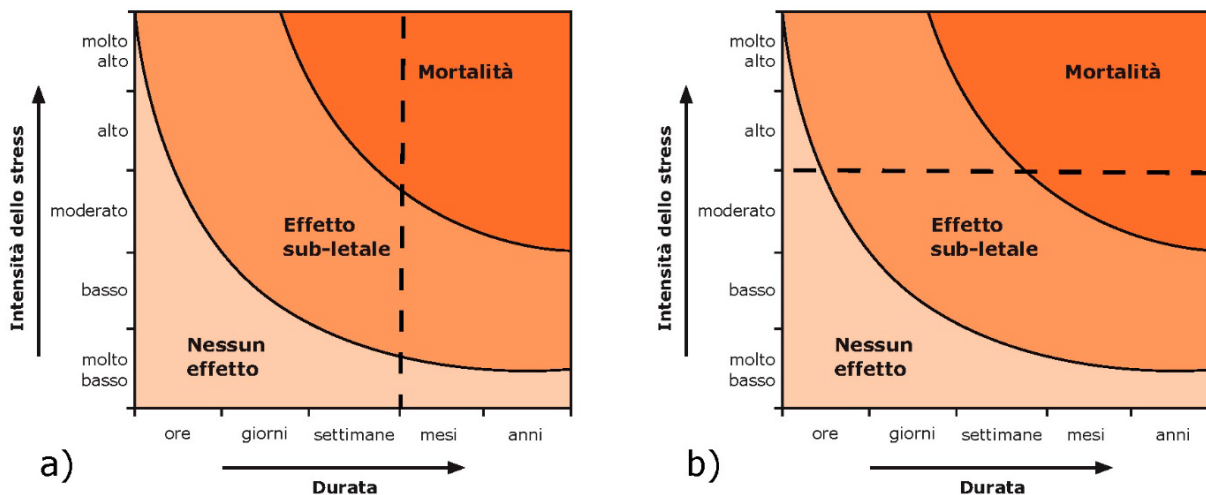 Intensità dello stress
molto
alto
alto
moderato
basso
molto
basso
Mortalità
Effetto
sub-letale
Nessun
effetto
ore giorni settimane mesi anni
Durata
a)
Intensità dello stress
molto
alto
alto
moderato
basso
molto
basso
Mortalità
Effetto
sub-letale
Nessun
effetto
ore giorni settimane mesi anni
Durata
b)